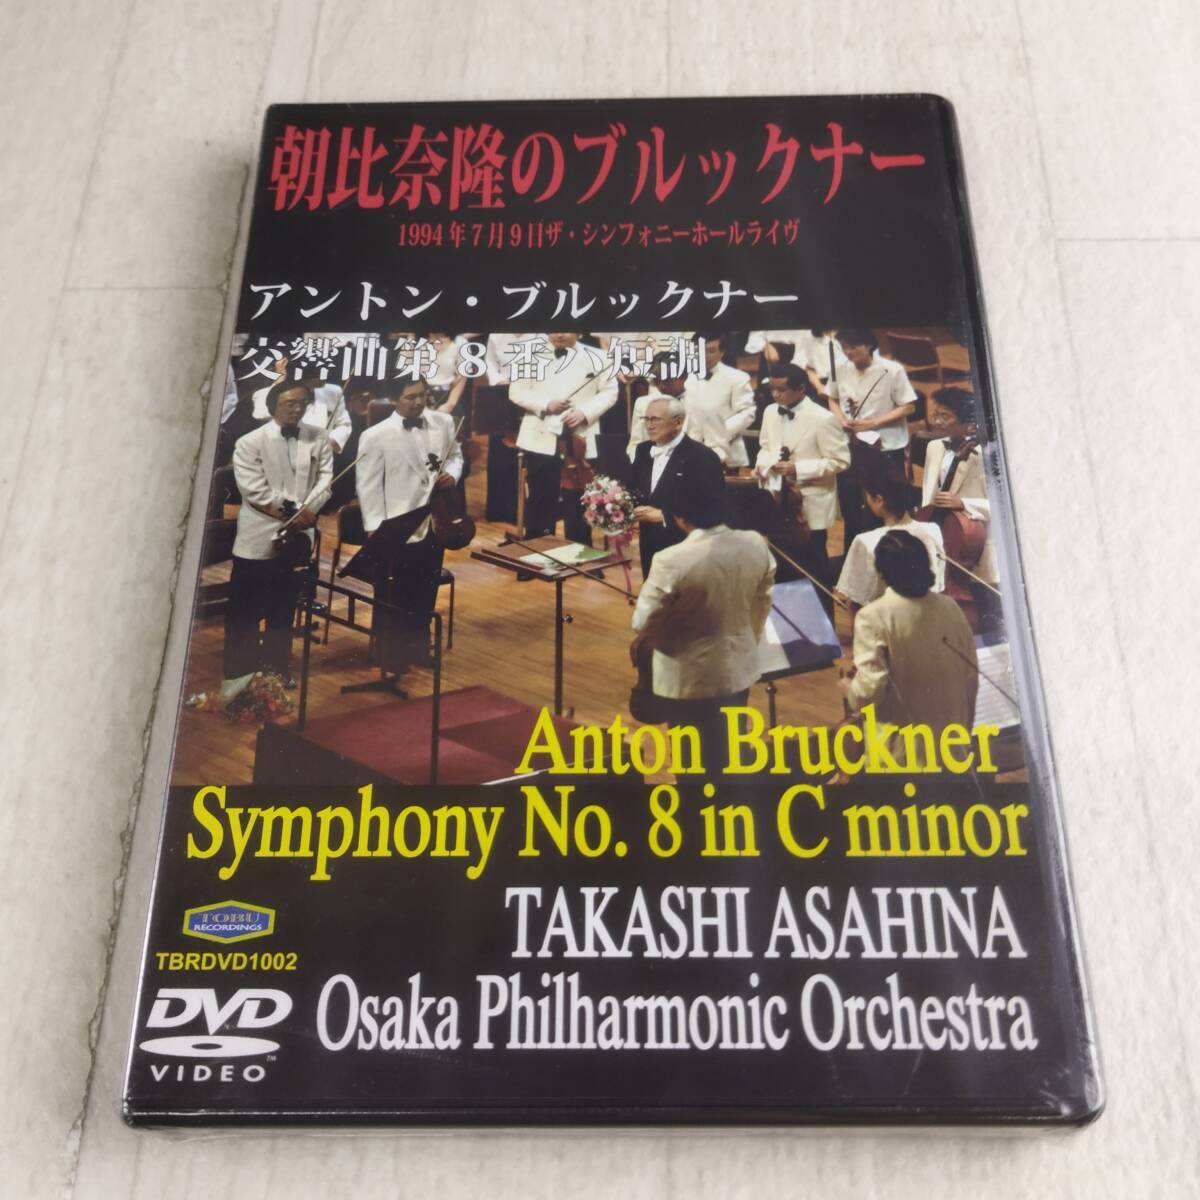 朝比奈隆のブルックナー
1994年7月9日ザ・シンフォニーホールライヴ
アントン・ブルックナー
交響曲第8番ハ短調
Anton Bruckner
Symphony No. 8 in C minor
TAKASHI ASAHINA
Osaka Philharmonic Orchestra
TOBU
RECORDINGS
TBRDVD1002
DVD
VIDEO